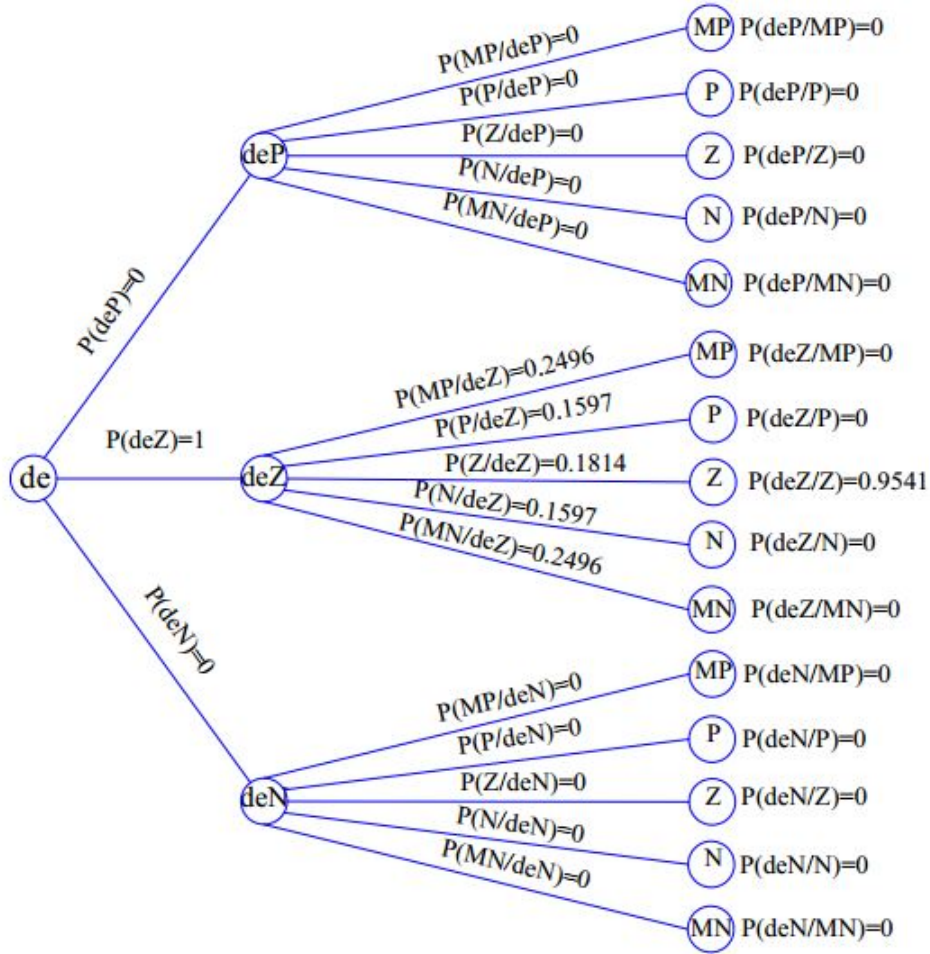 P(MP/deP)=0
MP P(deP/MP)=0
P(P/deP)=0
P P(deP/P)=0
P(Z/deP)=0
deP
Z P(deP/Z)=0
P(N/deP)=0
N P(deP/N)=0
P(MN/deP)=0
MN P(deP/MN)=0
P(deP)=0
P(MP/deZ)=0.2496
MP P(deZ/MP)=0
P(P/deZ)=0.1597
P P(deZ/P)=0
P(deZ)=1
P(Z/deZ)=0.1814
de
deZ
Z P(deZ/Z)=0.9541
P(N/deZ)=0.1597
N P(deZ/N)=0
P(MN/deZ)=0.2496
MN P(deZ/MN)=0
P(deN)=0
P(MP/deN)=0
MP P(deN/MP)=0
P(P/deN)=0
P P(deN/P)=0
P(Z/deN)=0
deN
Z P(deN/Z)=0
P(N/deN)=0
N P(deN/N)=0
P(MN/deN)=0
MN P(deN/MN)=0